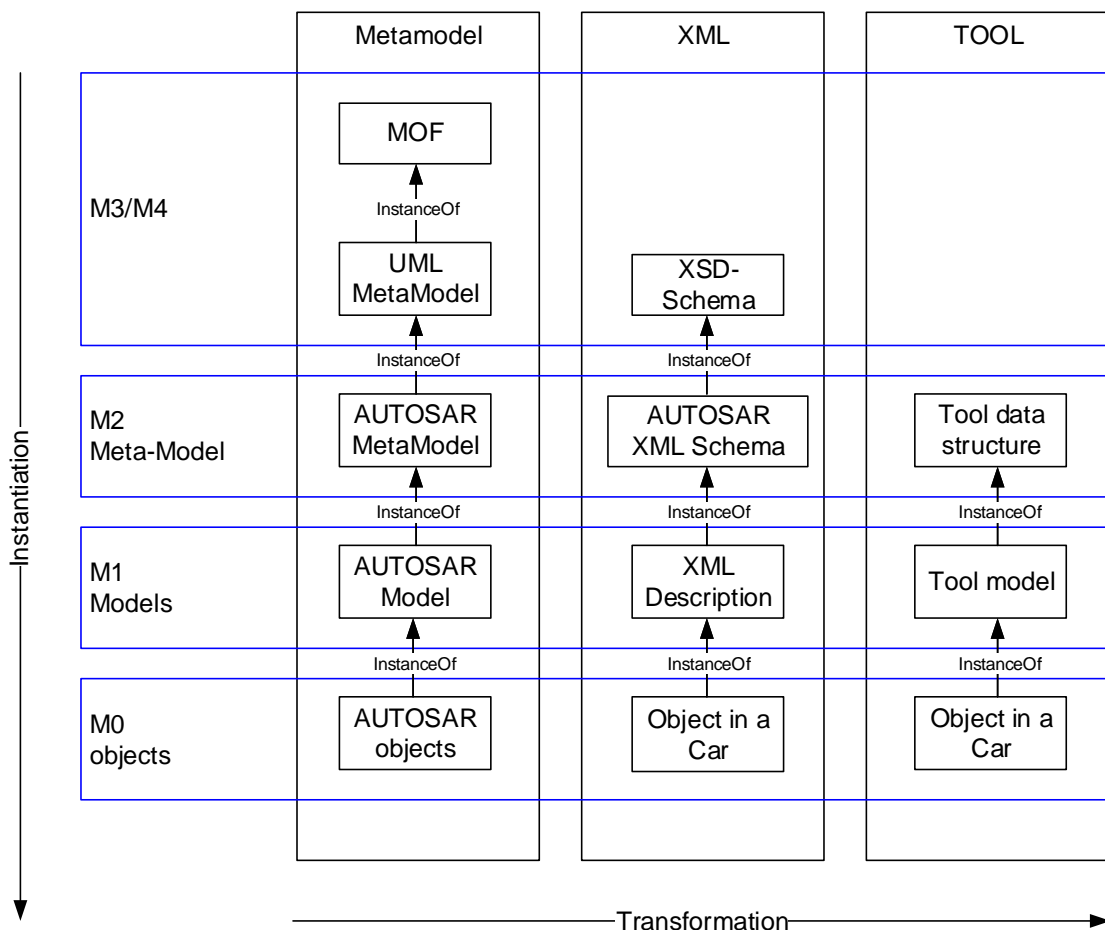 Metamodel
XML
TOOL
MOF
M3/M4
InstanceOf
UML
MetaModel
XSD-
Schema
InstanceOf
InstanceOf
M2
Meta-Model
AUTOSAR
MetaModel
AUTOSAR
XML Schema
Tool data
structure
Instantiation
InstanceOf
InstanceOf
InstanceOf
M1
Models
AUTOSAR
Model
XML
Description
Tool model
InstanceOf
InstanceOf
InstanceOf
M0
objects
AUTOSAR
objects
Object in a
Car
Object in a
Car
Transformation